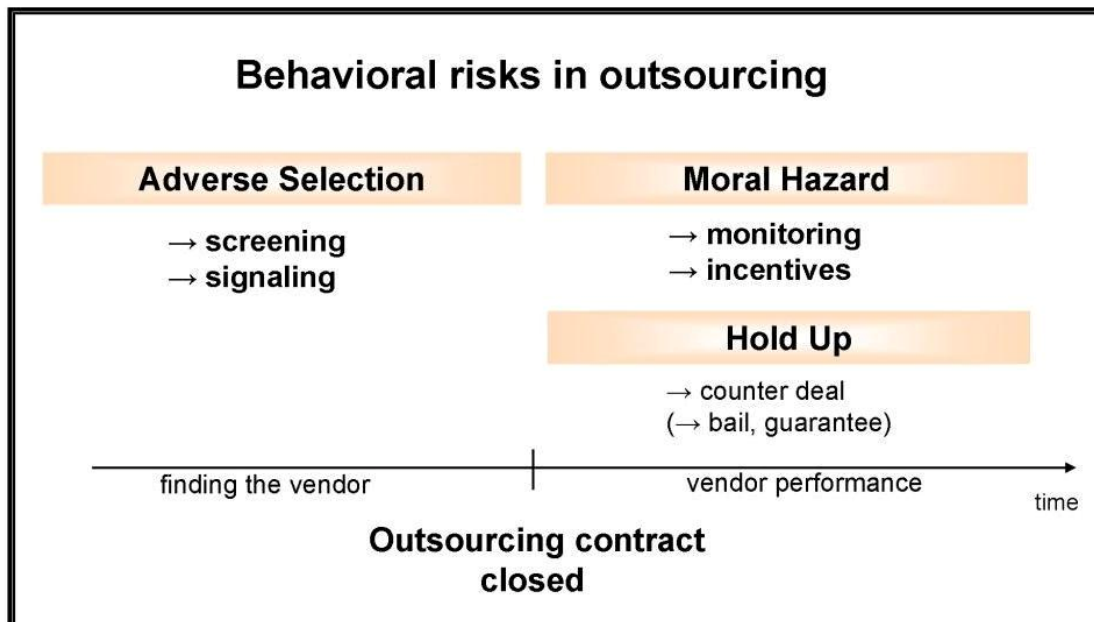 Behavioral risks in outsourcing
Adverse Selection
→ screening
→ signaling
Moral Hazard
→ monitoring
→ incentives
Hold Up
→ counter deal
(→ bail, guarantee)
finding the vendor
vendor performance
time
Outsourcing contract
closed